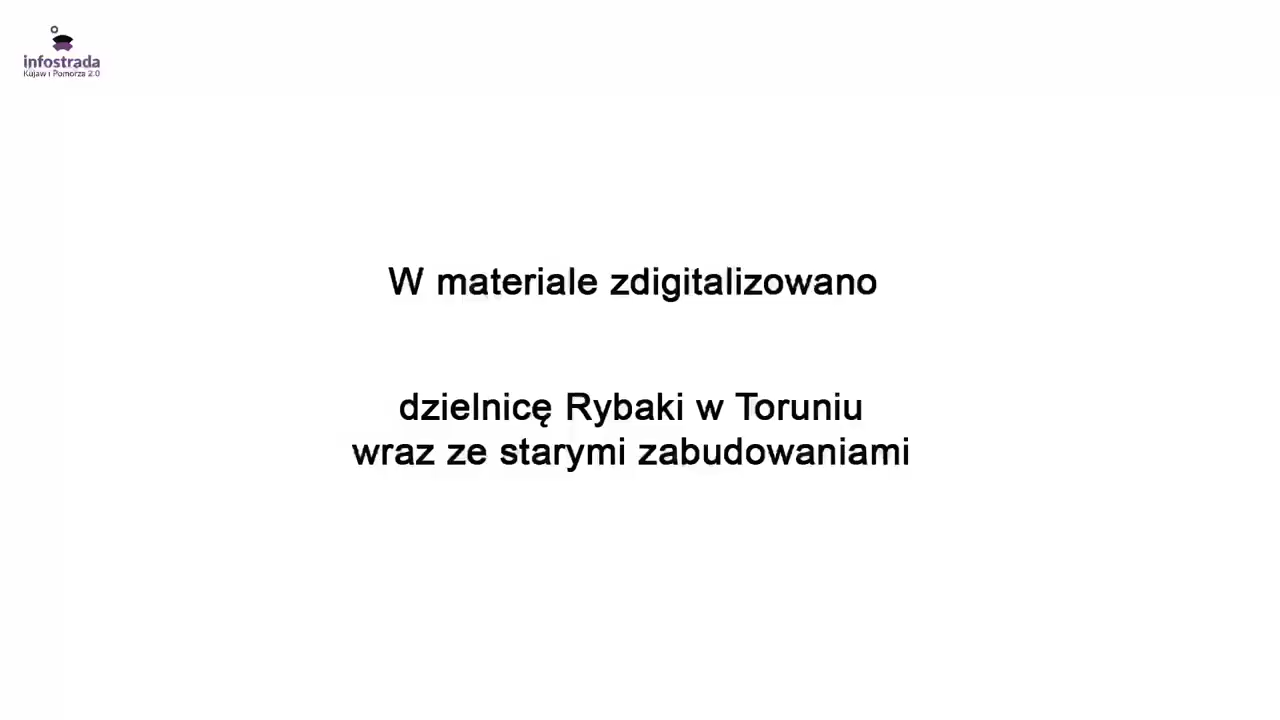 infostrada
Kujaw i Pomorza 2.0
W materiale zdigitalizowano
dzielnicę Rybaki w Toruniu
wraz ze starymi zabudowaniami